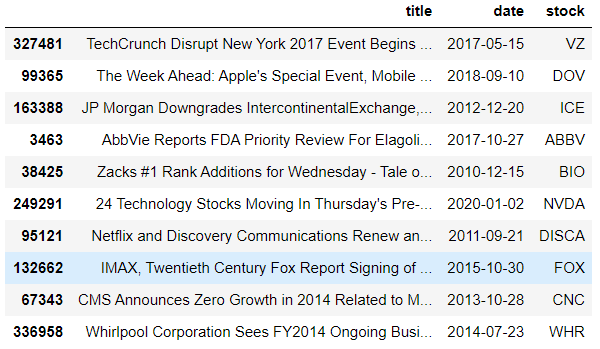 title date stock
327481 TechCrunch Disrupt New York 2017 Event Begins ... 2017-05-15 VZ
99365 The Week Ahead: Apple's Special Event, Mobile ... 2018-09-10 DOV
163388 JP Morgan Downgrades IntercontinentalExchange,... 2012-12-20 ICE
3463 AbbVie Reports FDA Priority Review For Elagoli... 2017-10-27 ABBV
38425 Zacks #1 Rank Additions for Wednesday - Tale o... 2010-12-15 BIO
249291 24 Technology Stocks Moving In Thursday's Pre-... 2020-01-02 NVDA
95121 Netflix and Discovery Communications Renew an... 2011-09-21 DISCA
132662 IMAX, Twentieth Century Fox Report Signing of ... 2015-10-30 FOX
67343 CMS Announces Zero Growth in 2014 Related to M... 2013-10-28 CNC
336958 Whirlpool Corporation Sees FY2014 Ongoing Busi... 2014-07-23 WHR